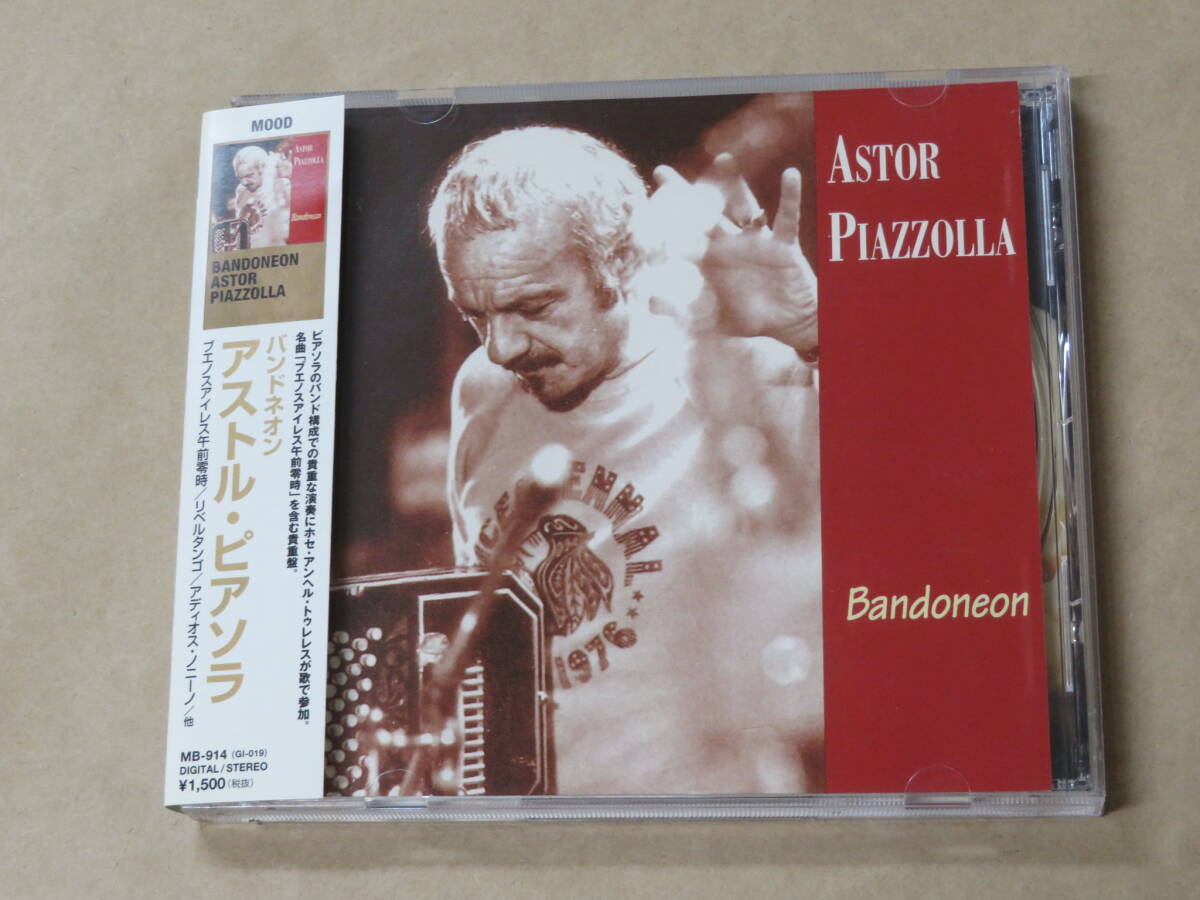 MOOD
ASTOR
PIAZZOLLA
Bandoneon
BANDONEON
ASTOR
PIAZZOLLA
ピアソラのバンド構成での貴重な演奏にホセ・アンヘル・トゥレレスが歌で参加。
名曲「ブエノスアイレス午前零時」を含む貴重盤。
バンドネオン
アストル・ピアソラ
ブエノスアイレス午前零時/リベルタンゴ/アディオス・ノニーノ/他
MB-914 (GI-019)
DIGITAL/STEREO
¥1,500(税抜)
ASTOR
PIAZZOLLA
Bandoneon
1976